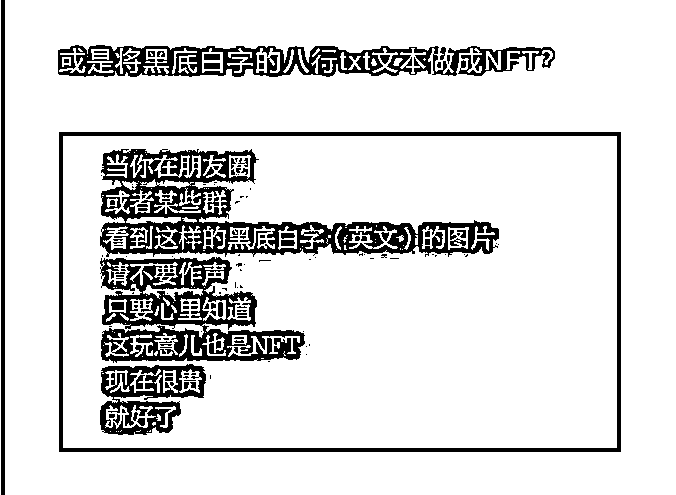 或是将黑底白字的八行txt文本做成NFT?
当你在朋友圈
或者某些群
看到这样的黑底白字(英文)的图片
请不要作声
只要心里知道
这玩意儿也是NFT
现在很贵
就好了